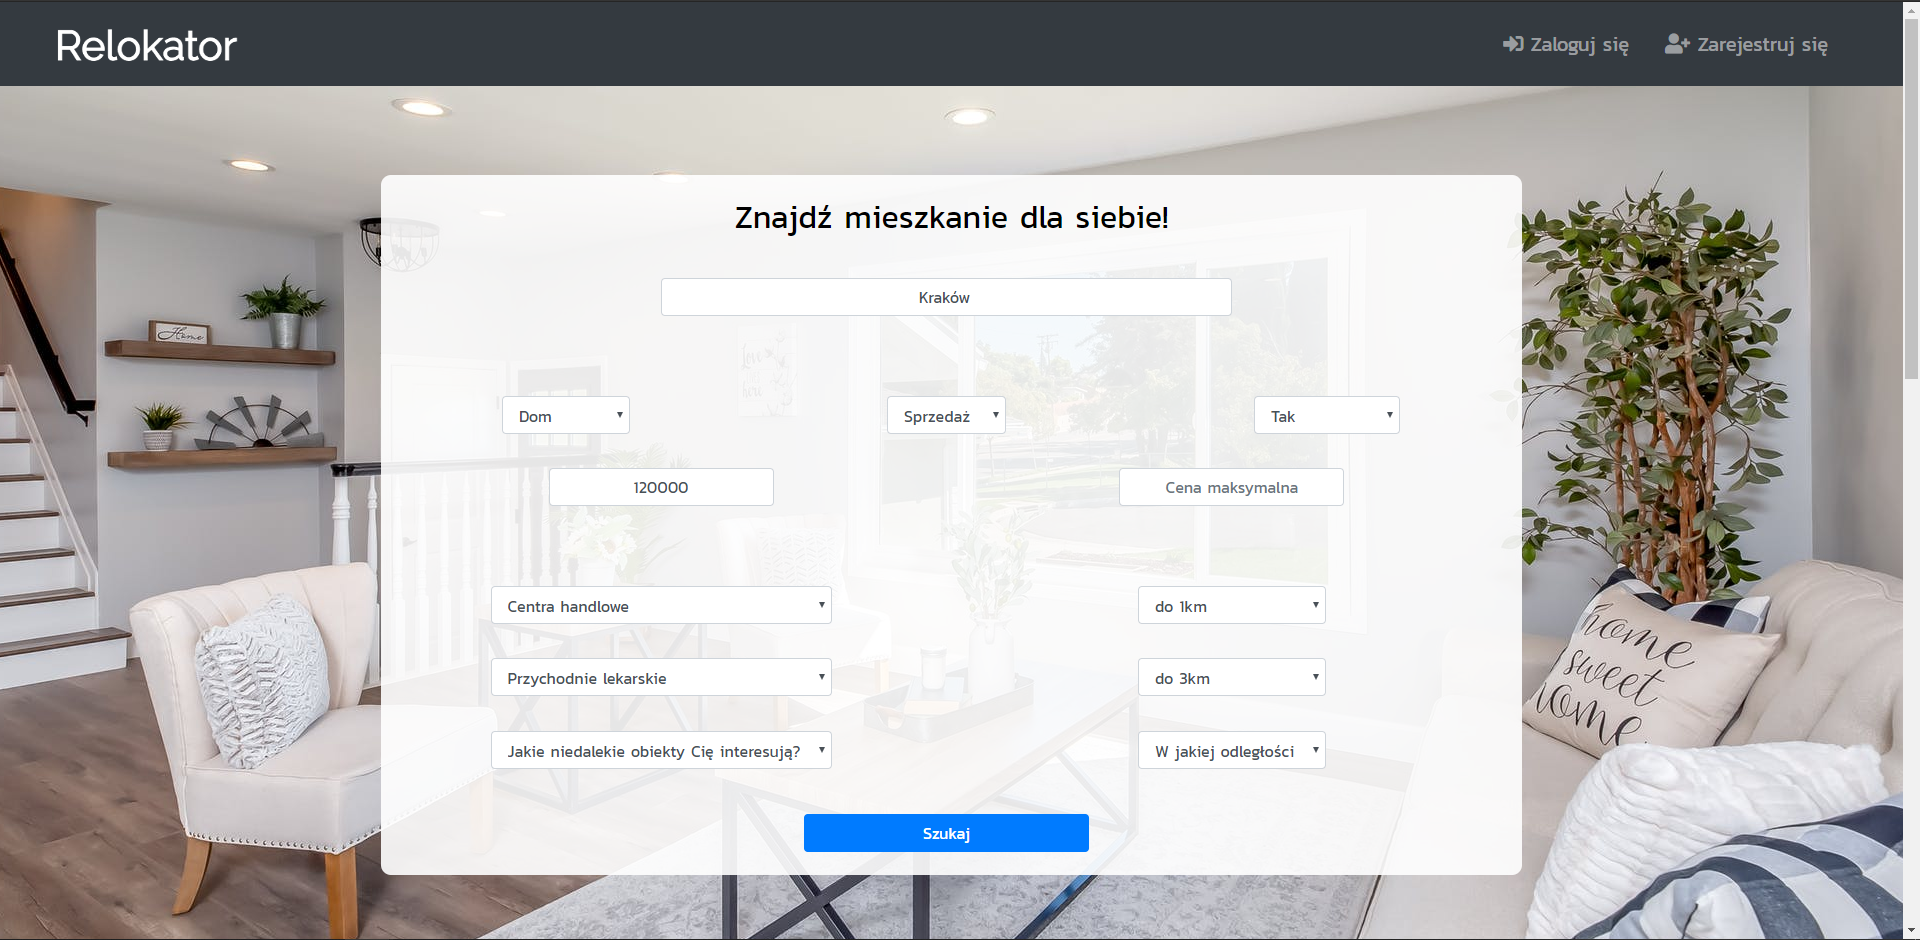 Relokator
Zaloguj się
Zarejestruj się
Znajdź mieszkanie dla siebie!
Kraków
Dom
Sprzedaż
Tak
120000
Cena maksymalna
Centra handlowe
do 1km
Przychodnie lekarskie
do 3km
Jakie niedalekie obiekty Cię interesują?
W jakiej odległości
Szukaj
Home
home
sweet
home